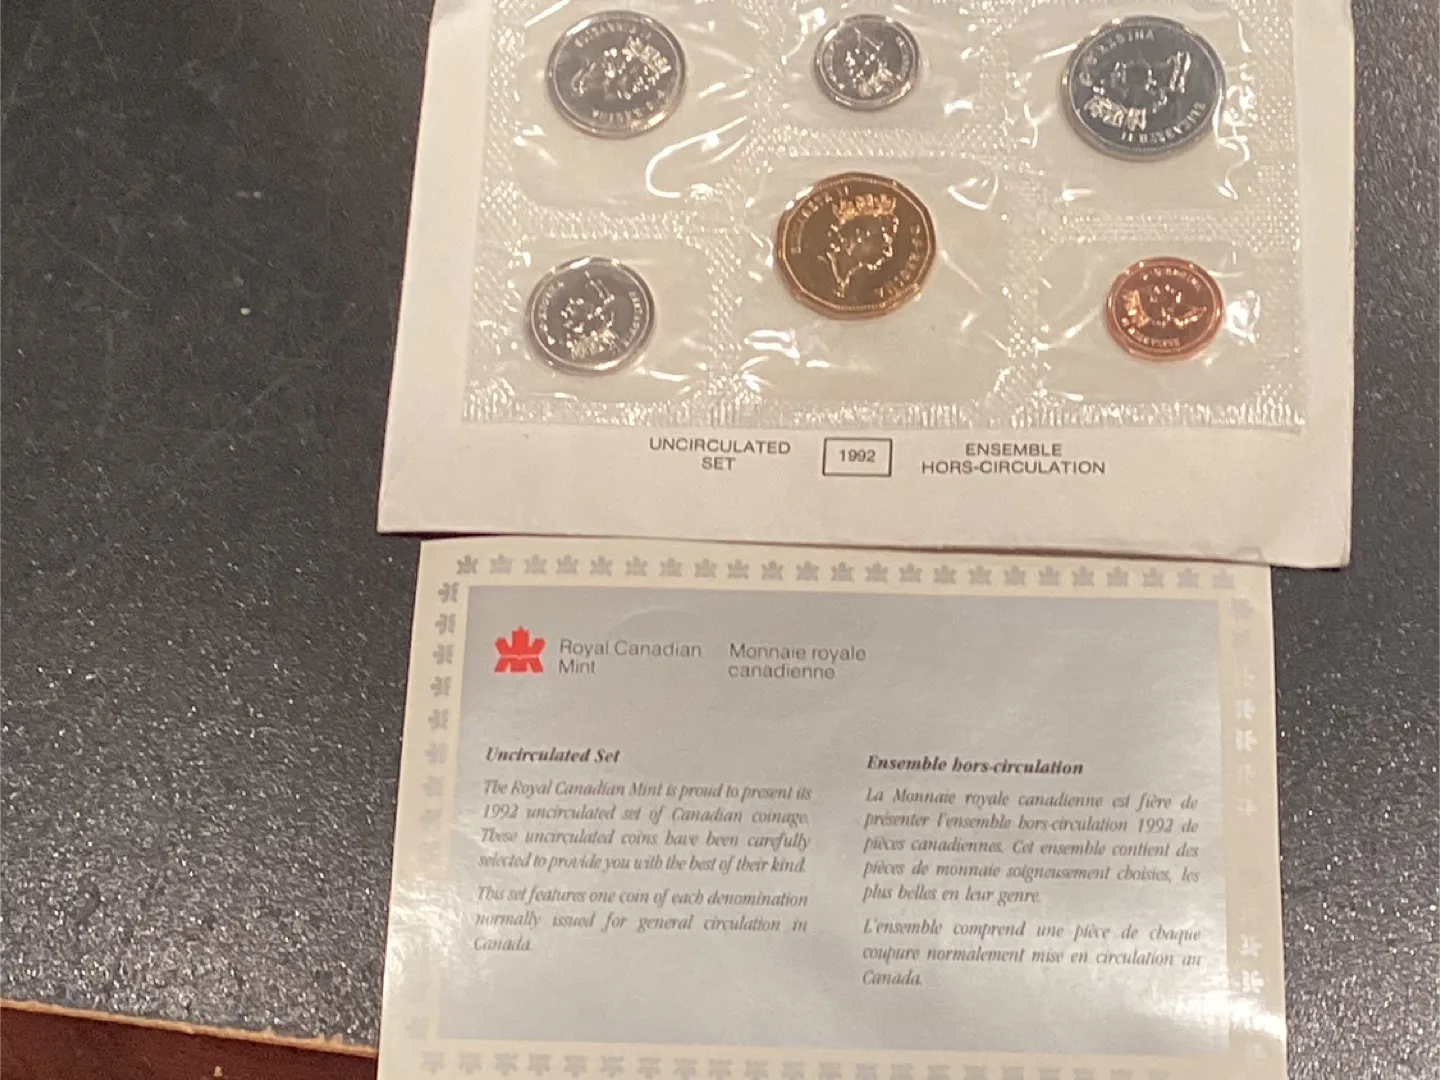 ELIZABETH II
D·G·REGINA
ELIZABETH II
UNCIRCULATED
SET
1992
ENSEMBLE
HORS-CIRCULATION
Royal Canadian
Mint
Monnaie royale
canadienne
Uncirculated Set
The Royal Canadian Mint is proud to present its
1992 uncirculated set of Canadian coinage.
These uncirculated coins have been carefully
selected to provide you with the best of their kind.
This set features one coin of each denomination
normally issued for general circulation in
Canada.
Ensemble hors-circulation
La Monnaie royale canadienne est fière de
présenter l'ensemble hors-circulation 1992 de
pièces canadiennes. Cet ensemble contient des
pièces de monnaie soigneusement choisies, les
plus belles en leur genre.
L'ensemble comprend une pièce de chaque
coupure normalement mise en circulation au
Canada.